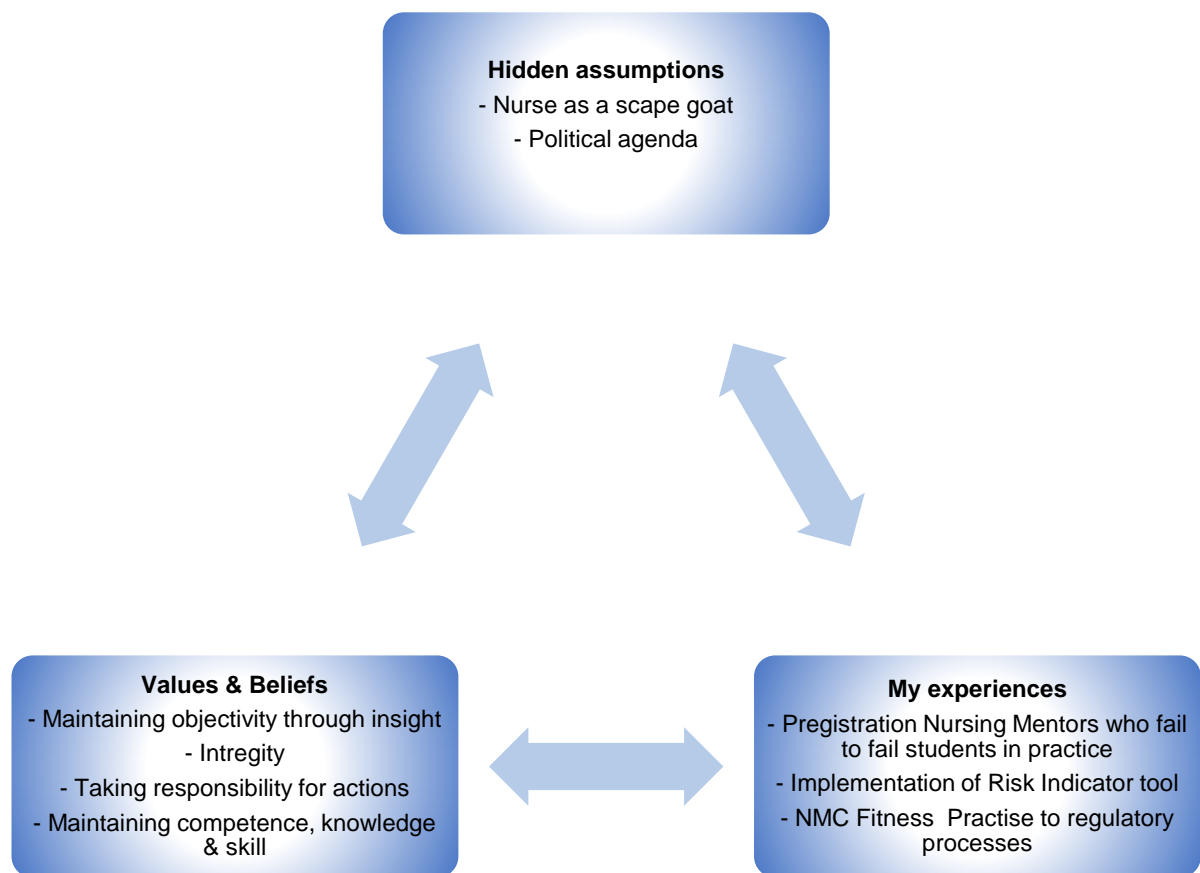 Hidden assumptions
- Nurse as a scape goat
- Political agenda
Values & Beliefs
- Maintaining objectivity through insight
- Intregity
- Taking responsibility for actions
- Maintaining competence, knowledge
& skill
My experiences
- Pregistration Nursing Mentors who fail
to fail students in practice
- Implementation of Risk Indicator tool
- NMC Fitness  Practise to regulatory
processes